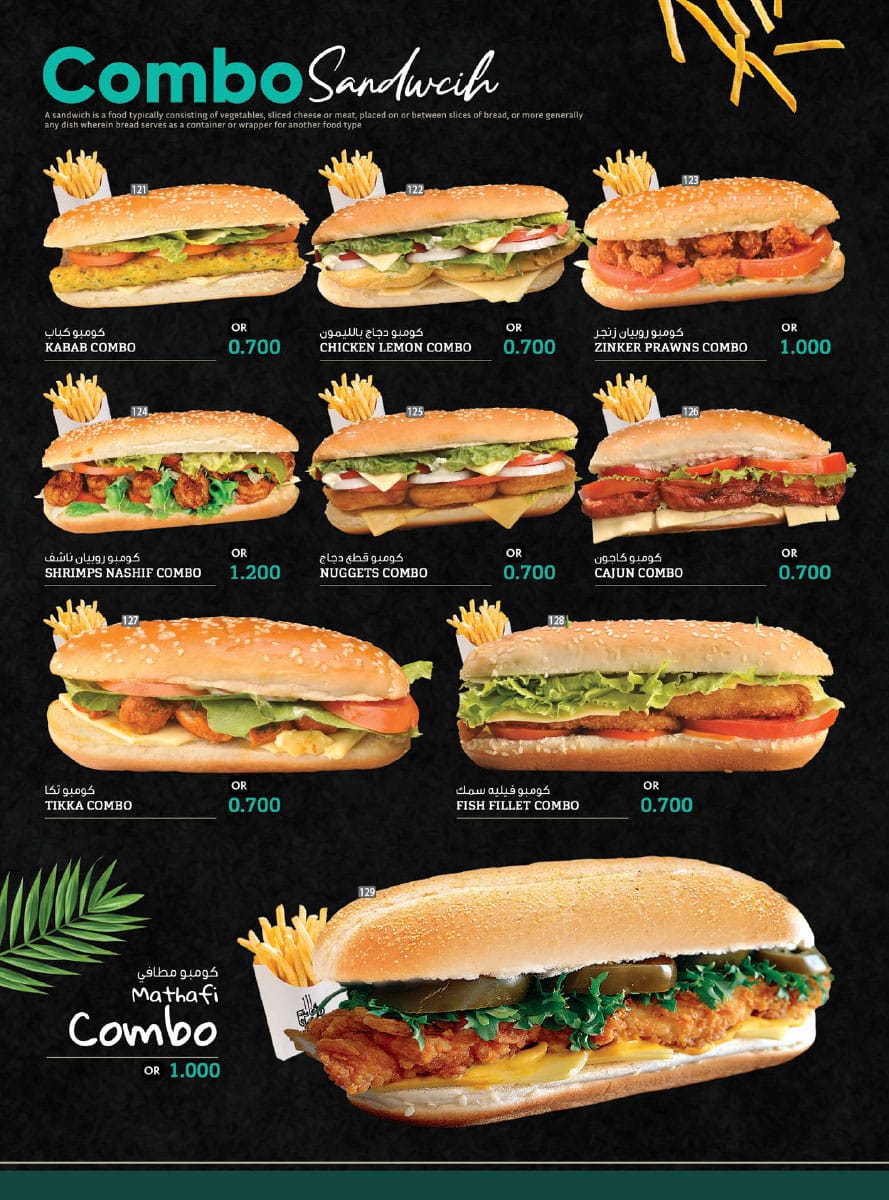 Combo Sandwcih
A sandwich is a food typically consisting of vegetables, sliced cheese or meat, placed on or between slices of bread, or more generally
any dish wherein bread serves as a container or wrapper for another food type
121
كومبو كباب
KABAB COMBO
OR
0.700
122
كومبو دجاج بالليمون
CHICKEN LEMON COMBO
OR
0.700
123
كومبو روبيان زنجر
ZINKER PRAWNS COMBO
OR
1.000
124
كومبو روبيان ناشف
SHRIMPS NASHIF COMBO
OR
1.200
125
كومبو قطع دجاج
NUGGETS COMBO
OR
0.700
126
كومبو كاجون
CAJUN COMBO
OR
0.700
127
كومبو تكا
TIKKA COMBO
OR
0.700
128
كومبو فيليه سمك
FISH FILLET COMBO
OR
0.700
129
كومبو مطافي
Mathafi
Combo
OR 1.000